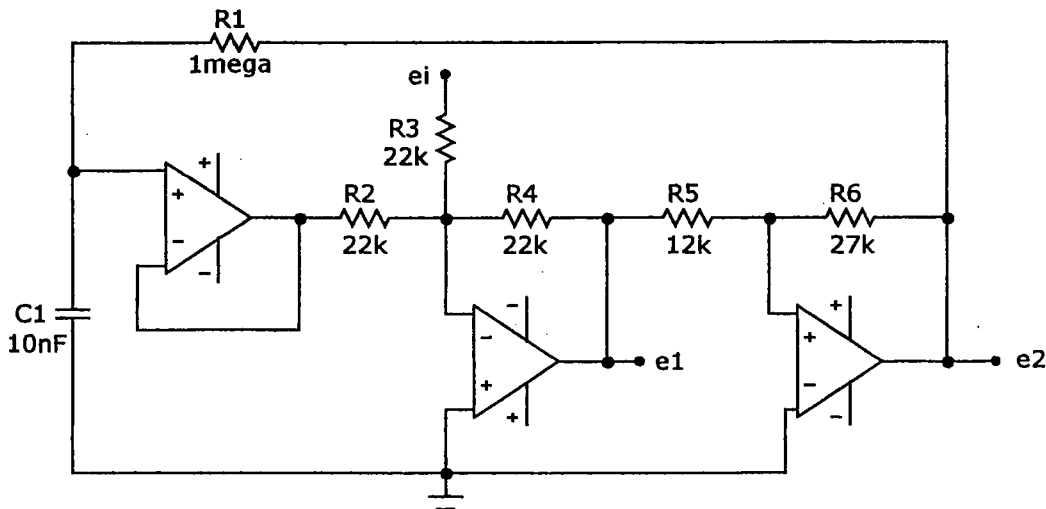 R1
1mega
ei
R3
22k
+
+
-
-
R2
22k
R4
22k
R5
12k
R6
27k
C1
10nF
-
-
+
+
e1
+
+
-
-
e2